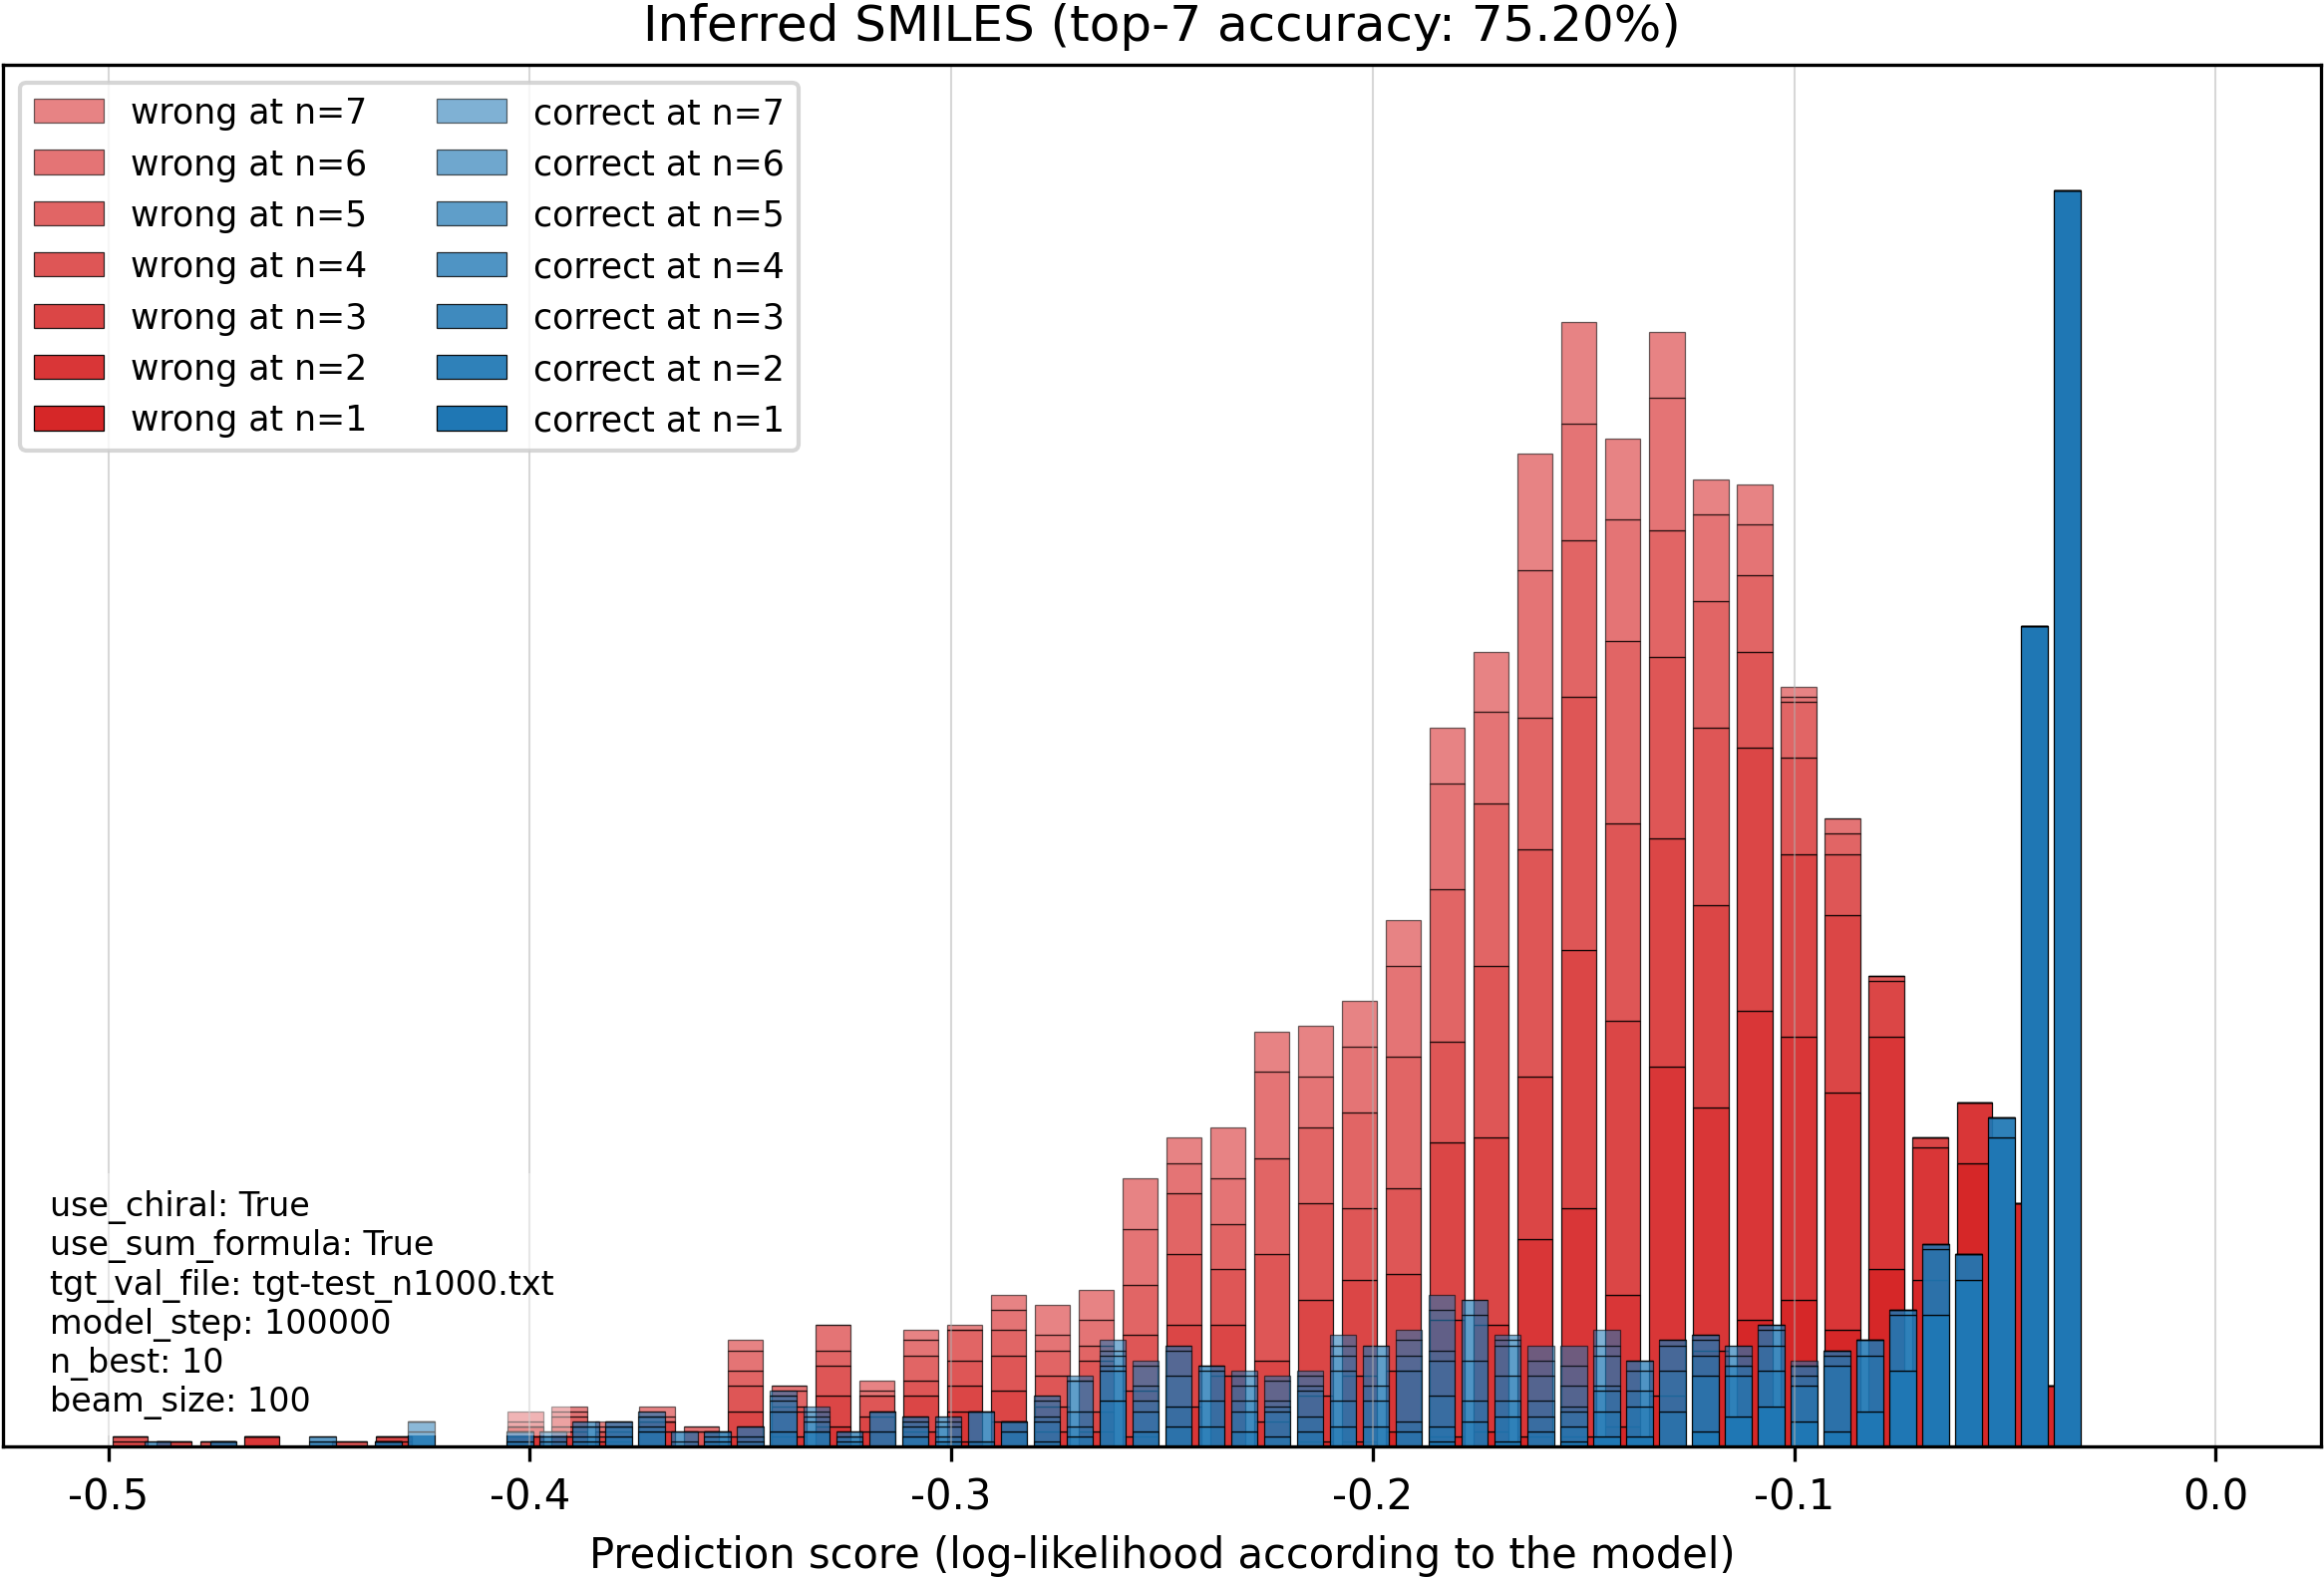 Inferred SMILES (top-7 accuracy: 75.20%)
wrong at n=7
wrong at n=6
wrong at n=5
wrong at n=4
wrong at n=3
wrong at n=2
wrong at n=1
correct at n=7
correct at n=6
correct at n=5
correct at n=4
correct at n=3
correct at n=2
correct at n=1
use_chiral: True
use_sum_formula: True
tgt_val_file: tgt-test_n1000.txt
model_step: 100000
n_best: 10
beam_size: 100
-0.5 -0.4 -0.3 -0.2 -0.1 0.0
Prediction score (log-likelihood according to the model)